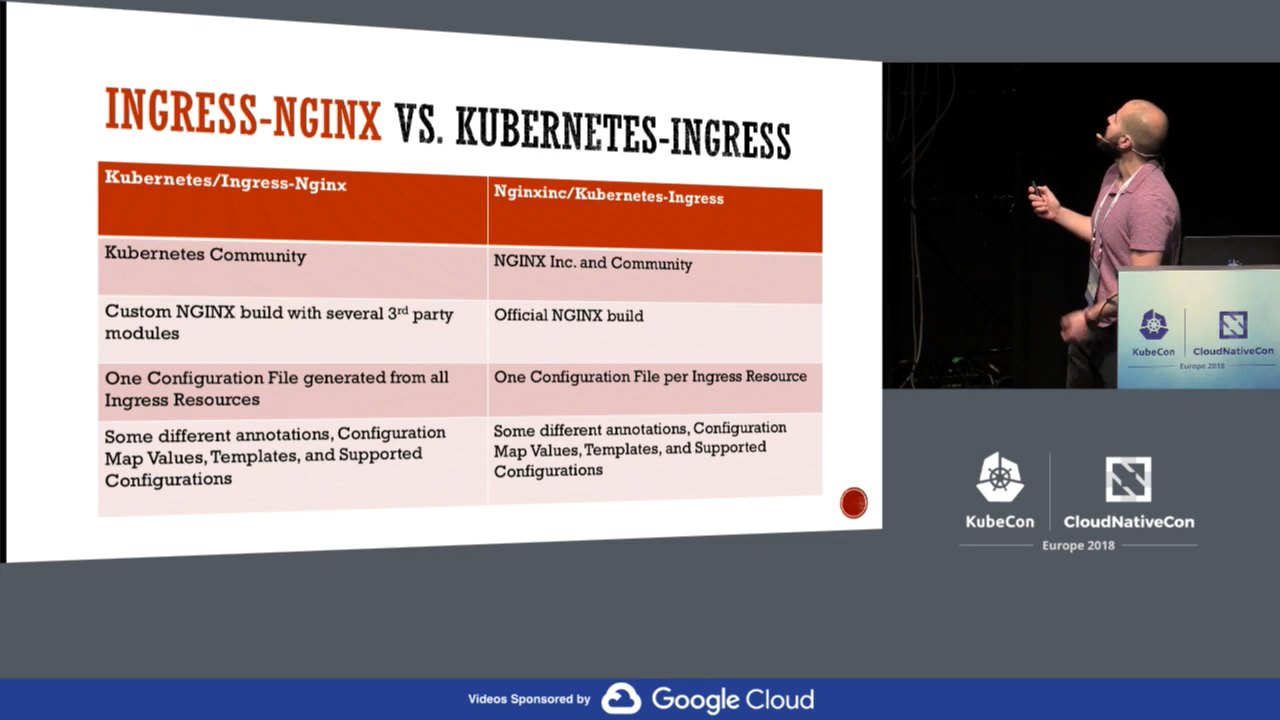 INGRESS-NGINX VS. KUBERNETES-INGRESS
Kubernetes/Ingress-Nginx
Nginxinc/Kubernetes-Ingress
Kubernetes Community
NGINX Inc. and Community
Custom NGINX build with several 3rd party
modules
Official NGINX build
One Configuration File generated from all
Ingress Resources
One Configuration File per Ingress Resource
Some different annotations, Configuration
Map Values, Templates, and Supported
Configurations
Some different annotations, Configuration
Map Values, Templates, and Supported
Configurations
KubeCon
CloudNativeCon
Europe 2018
KubeCon
CloudNativeCon
Europe 2018
Videos Sponsored by
Google Cloud